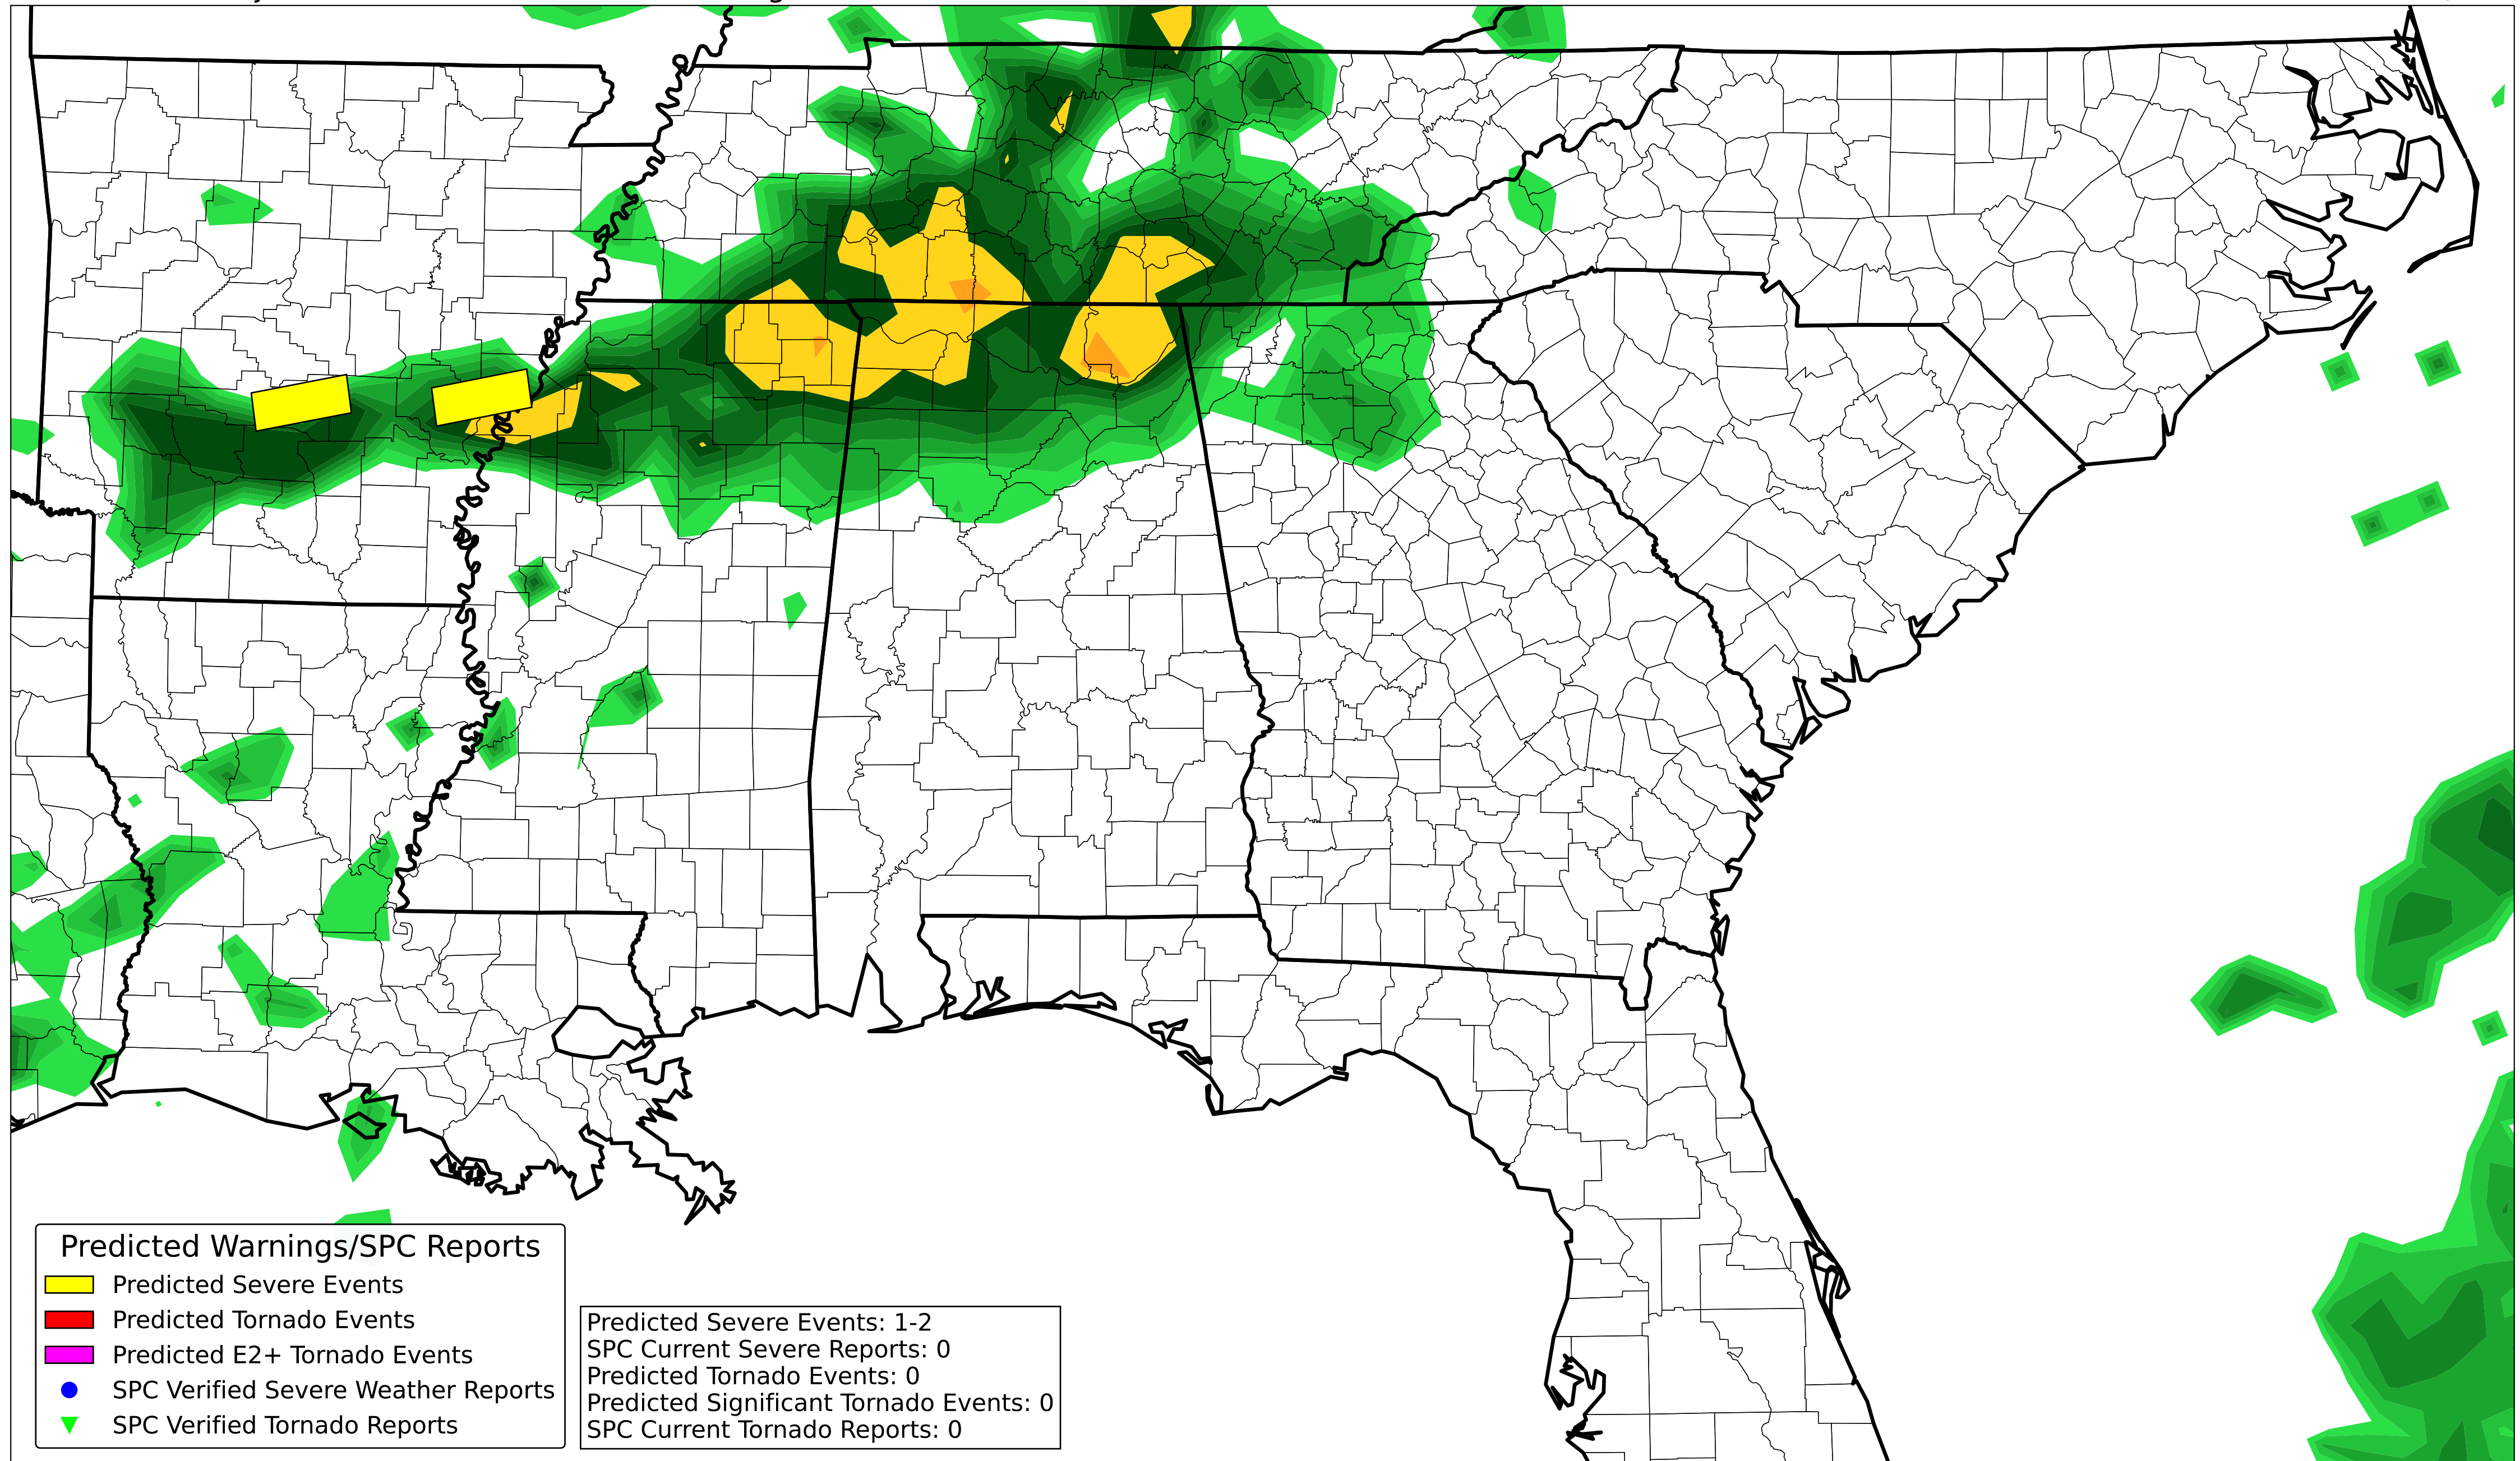 Predicted Warnings/SPC Reports
Predicted Severe Events
Predicted Tornado Events
Predicted E2+ Tornado Events
SPC Verified Severe Weather Reports
SPC Verified Tornado Reports
Predicted Severe Events: 1-2
SPC Current Severe Reports: 0
Predicted Tornado Events: 0
Predicted Significant Tornado Events: 0
SPC Current Tornado Reports: 0